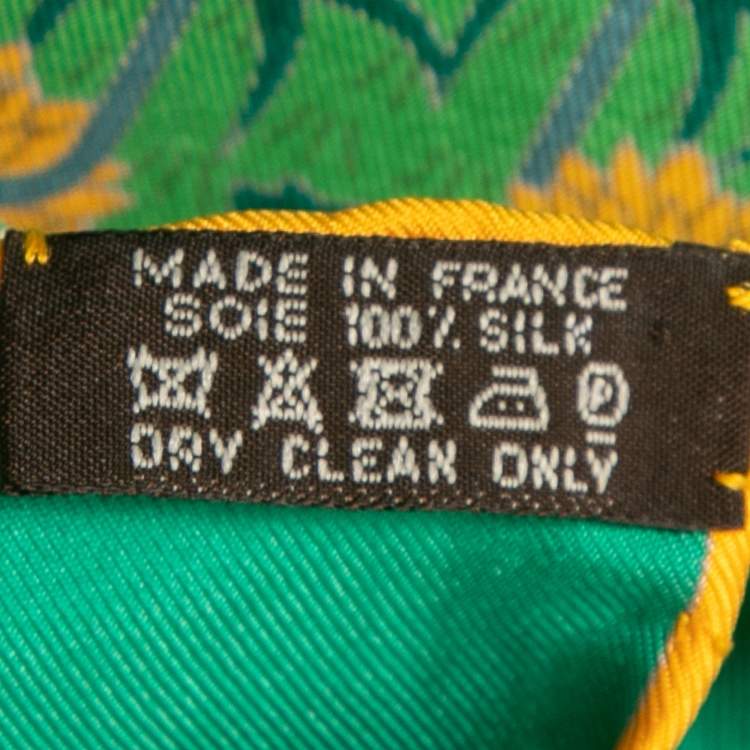 MADE IN FRANCE
SOIE 100% SILK
P
DRY CLEAN ONLY